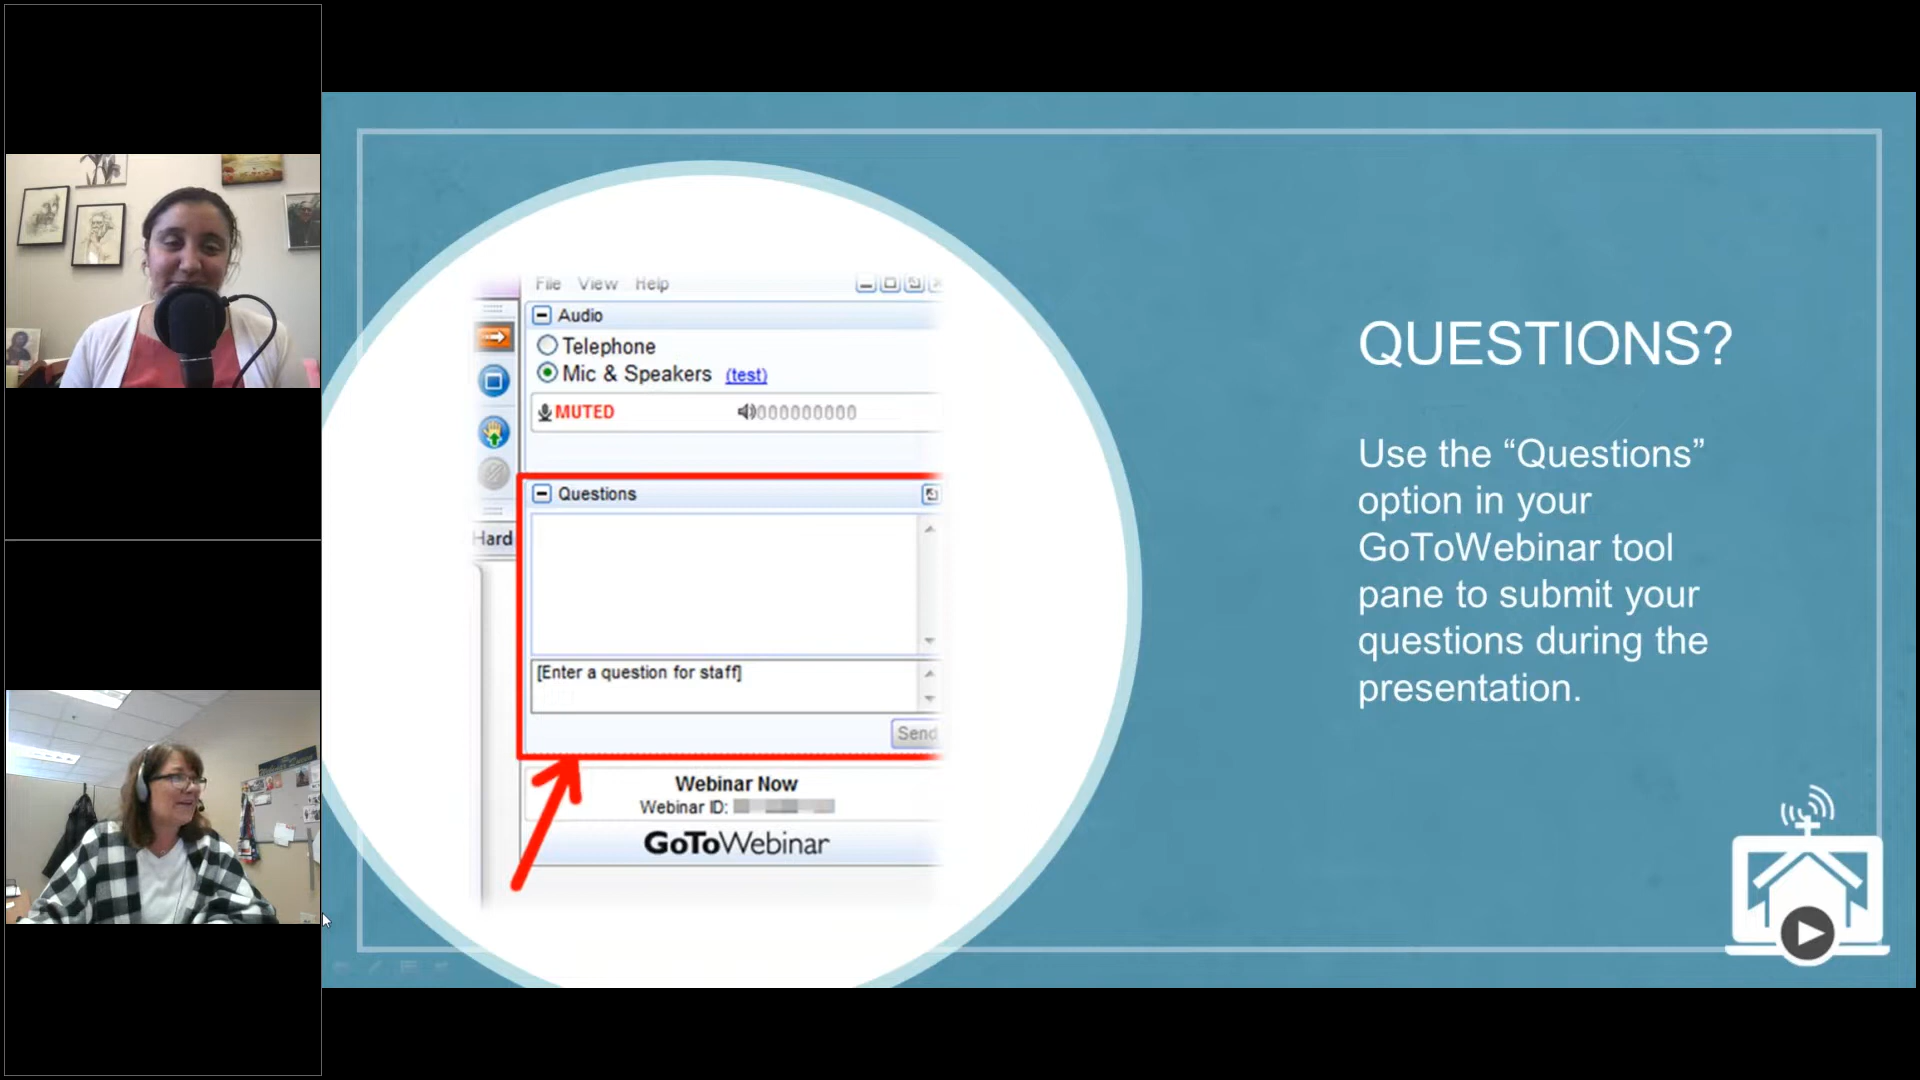 File View Help
Audio
Telephone
Mic & Speakers (test)
MUTED 000000000
Questions
Hard
[Enter a question for staff]
Send
Webinar Now
Webinar ID:
GoToWebinar
QUESTIONS?
Use the “Questions”
option in your
GoToWebinar tool
pane to submit your
questions during the
presentation.